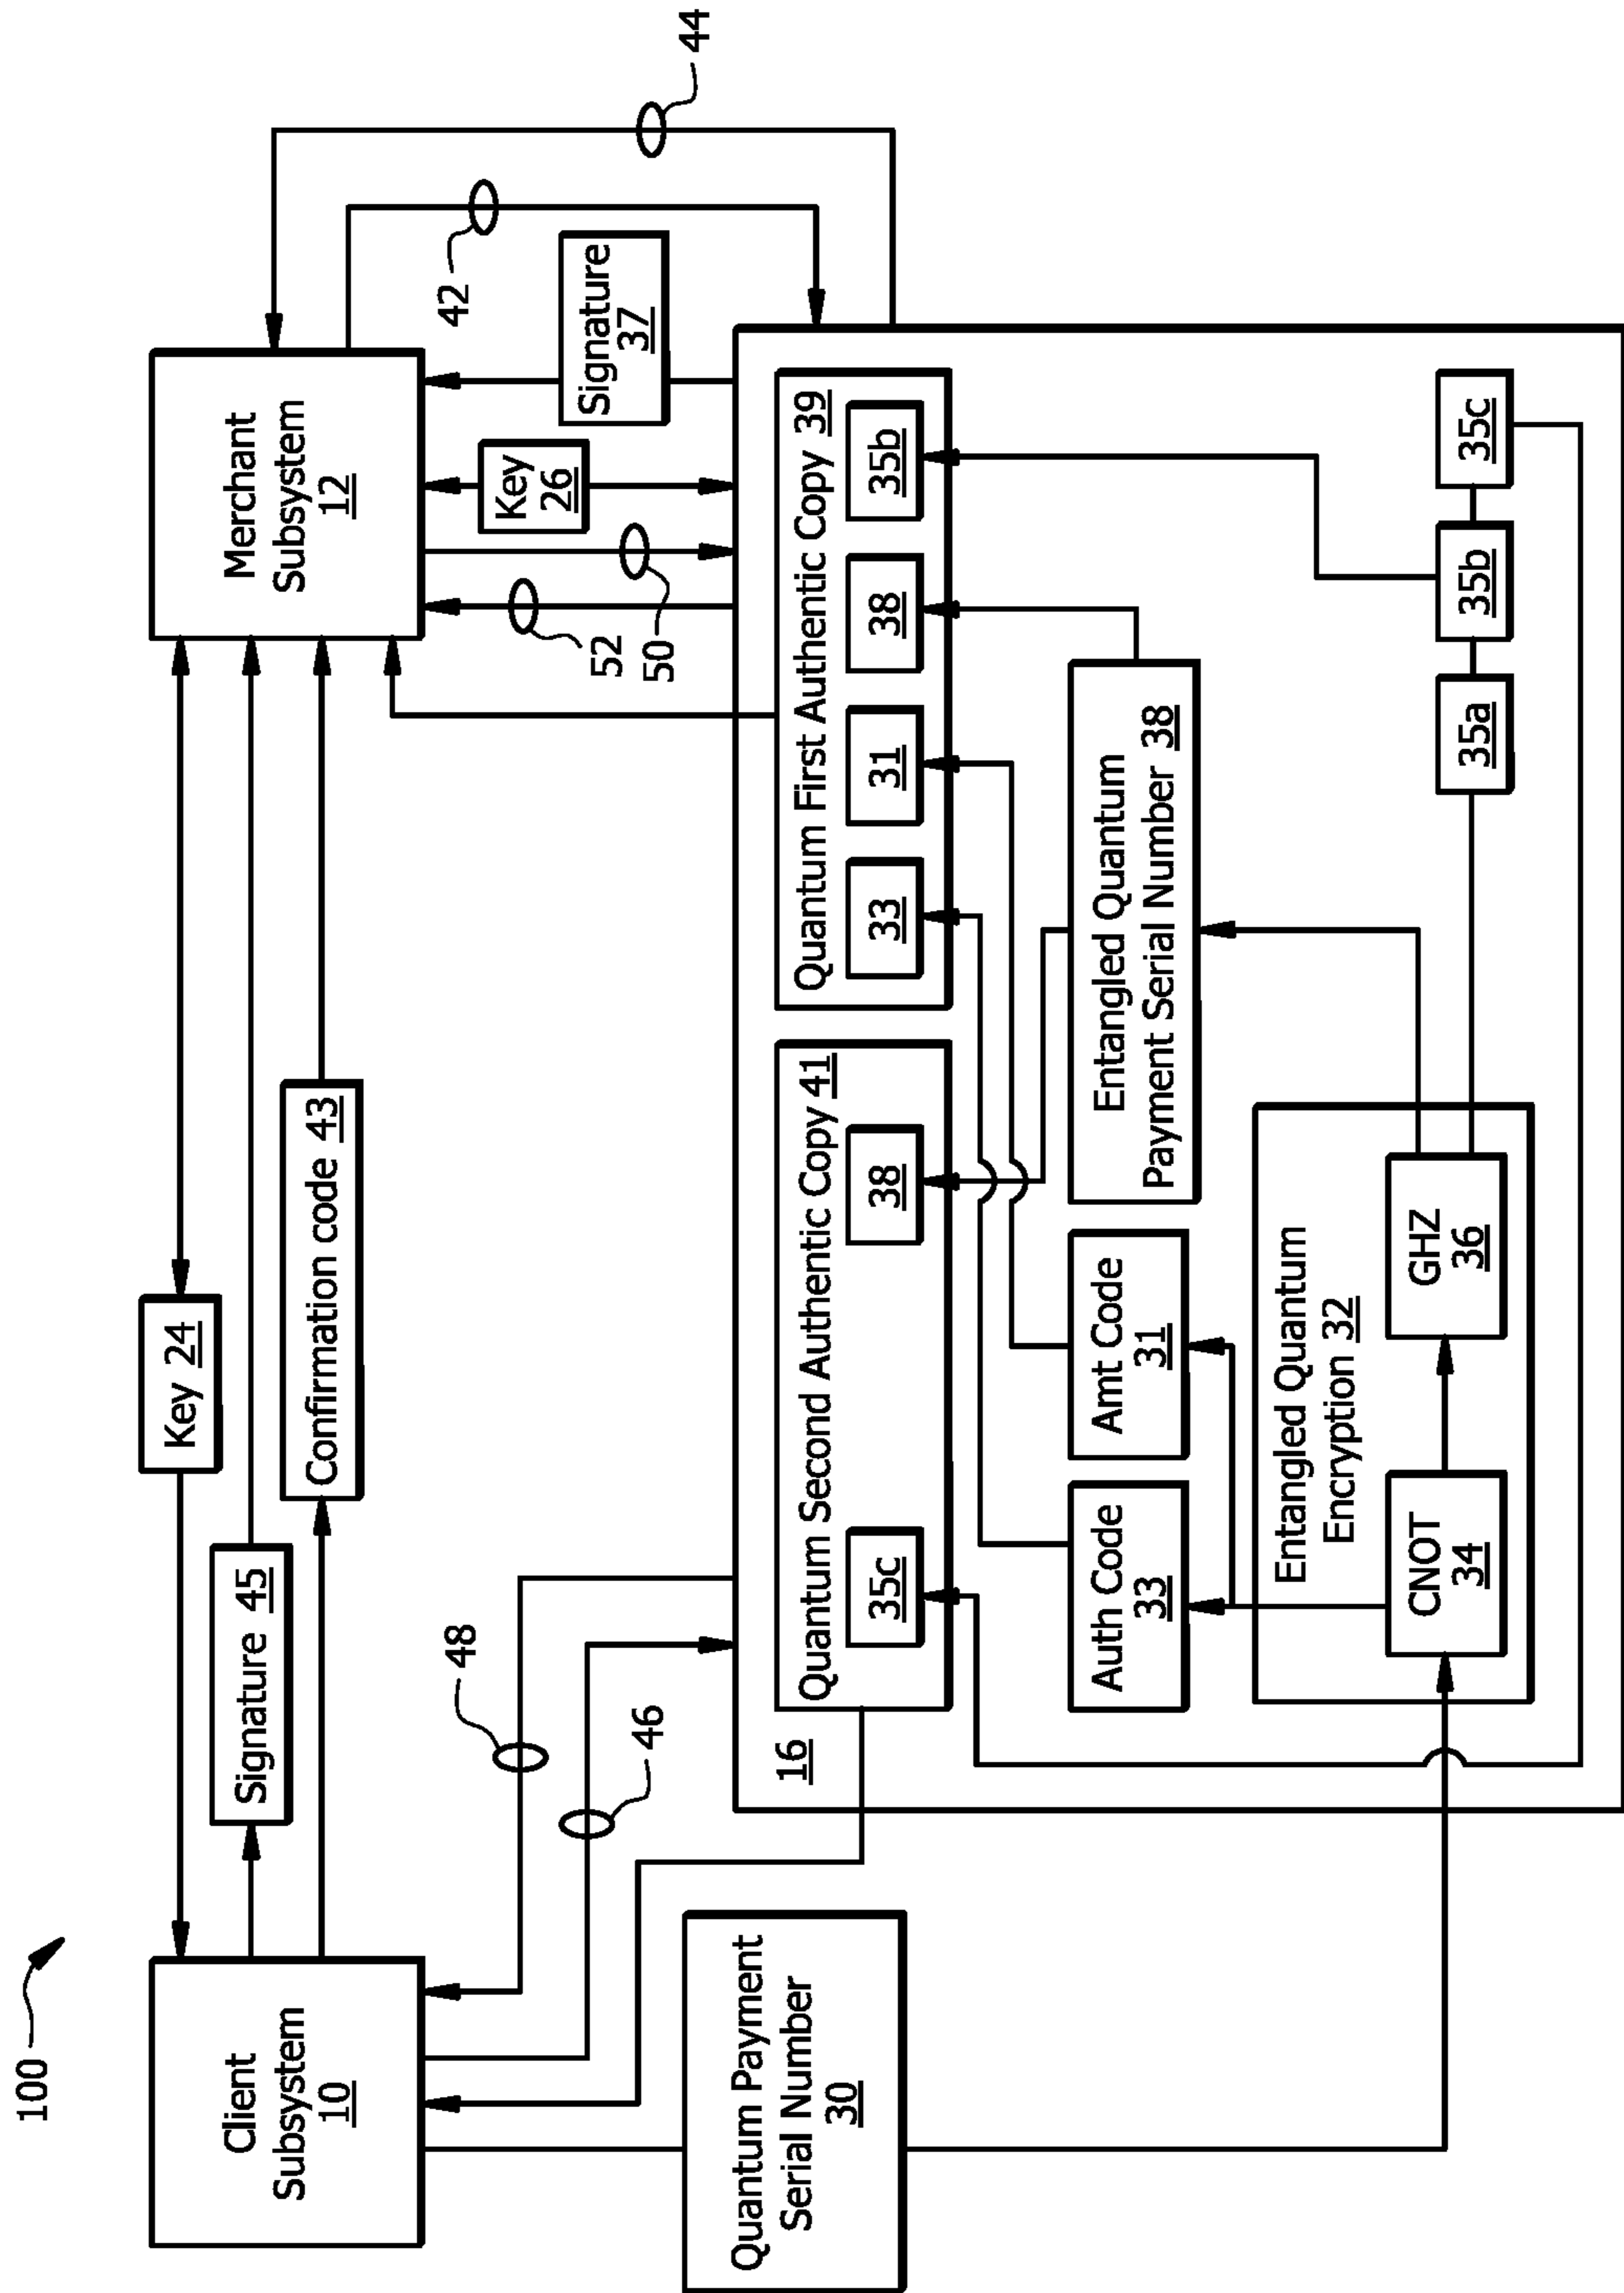 100
Client
Subsystem
10
Key 24
Signature 45
Confirmation code 43
Merchant
Subsystem
12
48
46
52
50
Key
26
Signature
37
42
44
Quantum Payment
Serial Number
30
16
Quantum Second Authentic Copy 41
35c
38
Quantum First Authentic Copy 39
33
31
38
35b
Auth Code
33
Amt Code
31
Entangled Quantum
Payment Serial Number 38
Entangled Quantum
Encryption 32
CNOT
34
GHZ
36
35a
35b
35c